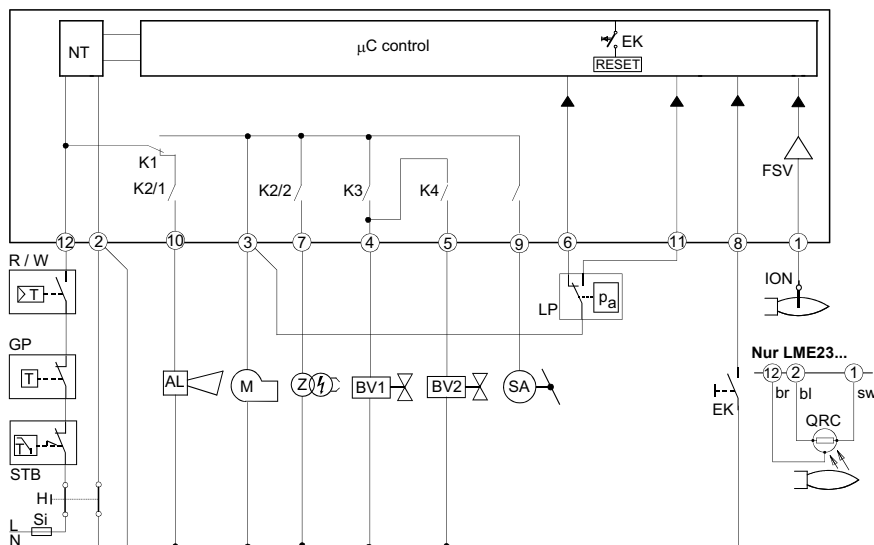 NT
µC control
EK
RESET
FSV
K1
K2/1
K2/2
K3
K4
12
2
10
3
7
4
5
9
6
11
8
1
R / W
T
GP
T
STB
T
H
L
Si
N
AL
M
Z
BV1
BV2
SA
LP
pa
EK
ION
Nur LME23...
12
2
1
br
bl
sw
QRC